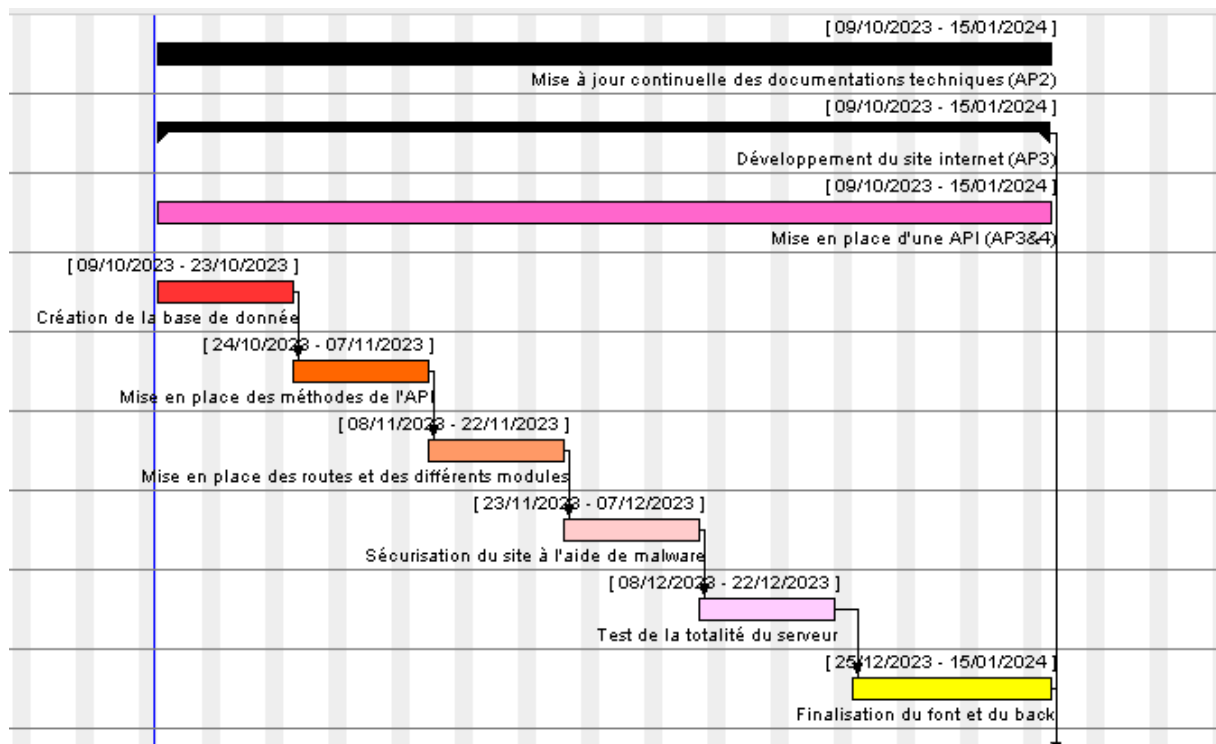 [ 09/10/2023 - 15/01/2024 ]
Mise à jour continuelle des documentations techniques (AP2)
[ 09/10/2023 - 15/01/2024 ]
Développement du site internet (AP3)
[ 09/10/2023 - 15/01/2024 ]
Mise en place d'une API (AP3&4)
[ 09/10/2023 - 23/10/2023 ]
Création de la base de donnée
[ 24/10/2023 - 07/11/2023 ]
Mise en place des méthodes de l'API
[ 08/11/2023 - 22/11/2023 ]
Mise en place des routes et des différents modules
[ 23/11/2023 - 07/12/2023 ]
Sécurisation du site à l'aide de malware
[ 08/12/2023 - 22/12/2023 ]
Test de la totalité du serveur
[ 25/12/2023 - 15/01/2024 ]
Finalisation du font et du back